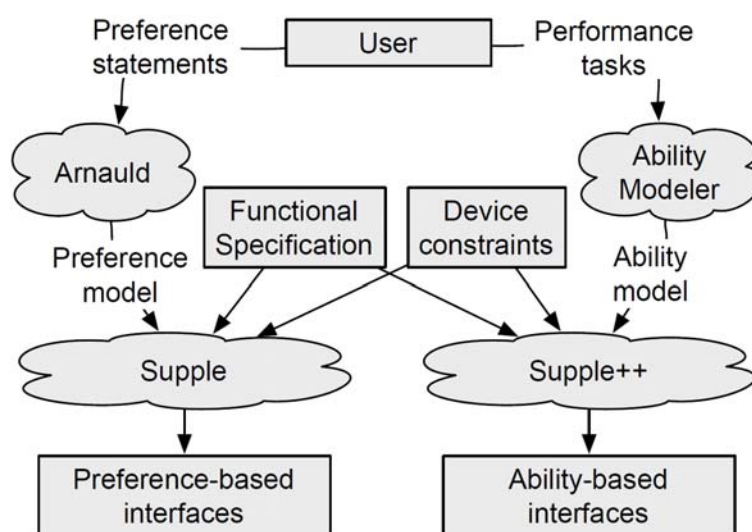 Preference
statements
User
Performance
tasks
Arnauld
Ability
Modeler
Functional
Specification
Device
constraints
Preference
model
Ability
model
Supple
Supple++
Preference-based
interfaces
Ability-based
interfaces